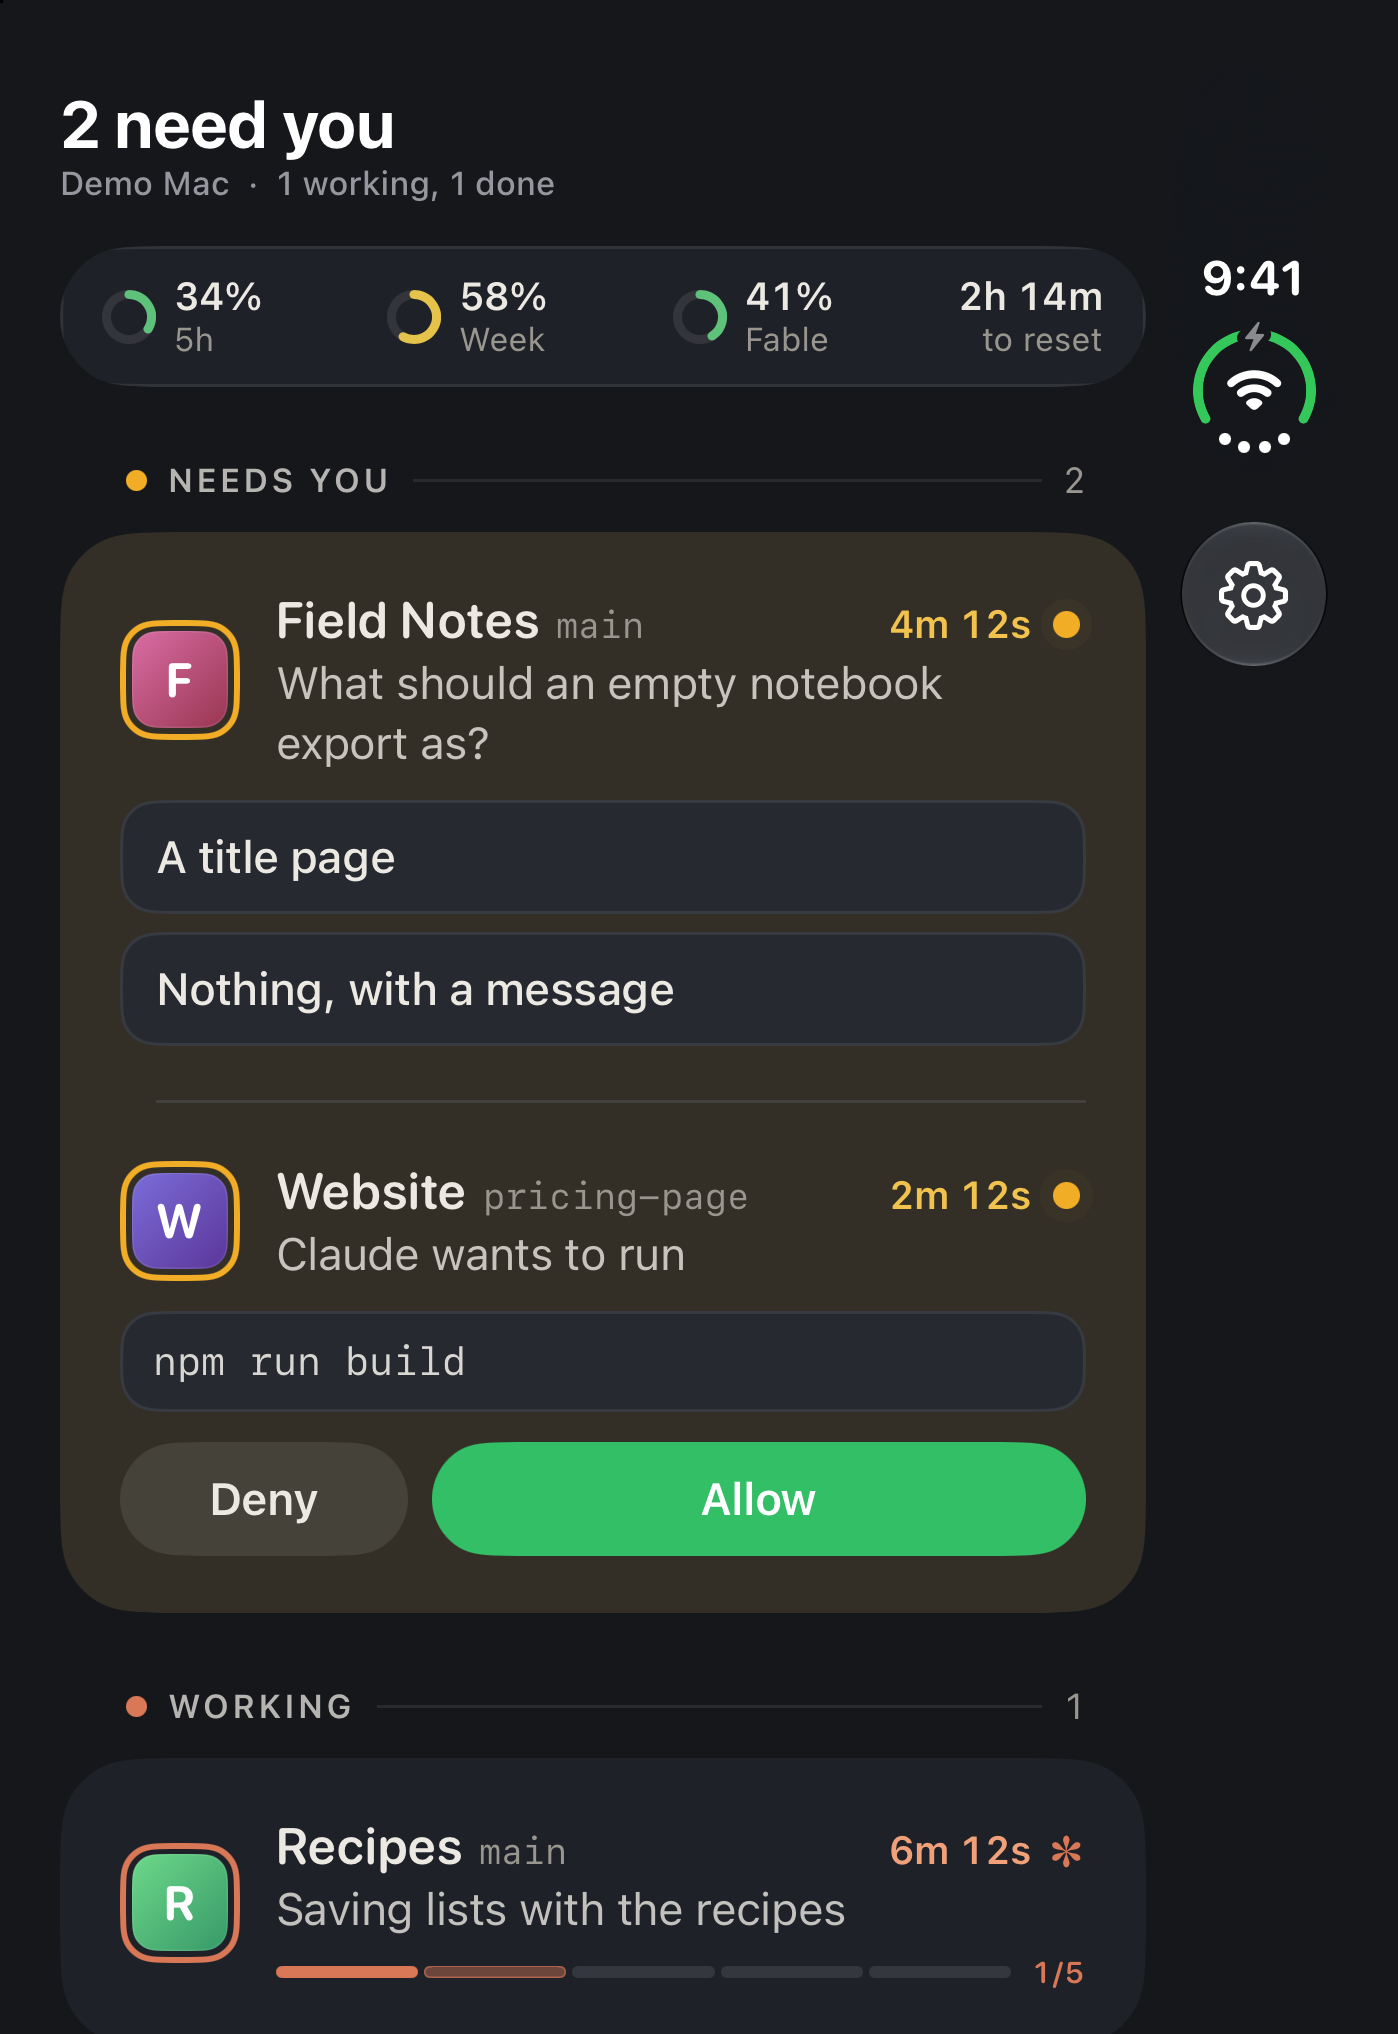 2 need you
Demo Mac · 1 working, 1 done
34%
5h
58%
Week
41%
Fable
2h 14m
to reset
9:41
NEEDS YOU
2
F
Field Notes main
4m 12s
What should an empty notebook
export as?
A title page
Nothing, with a message
W
Website pricing-page
2m 12s
Claude wants to run
npm run build
Deny
Allow
WORKING
1
R
Recipes main
6m 12s
Saving lists with the recipes
1/5